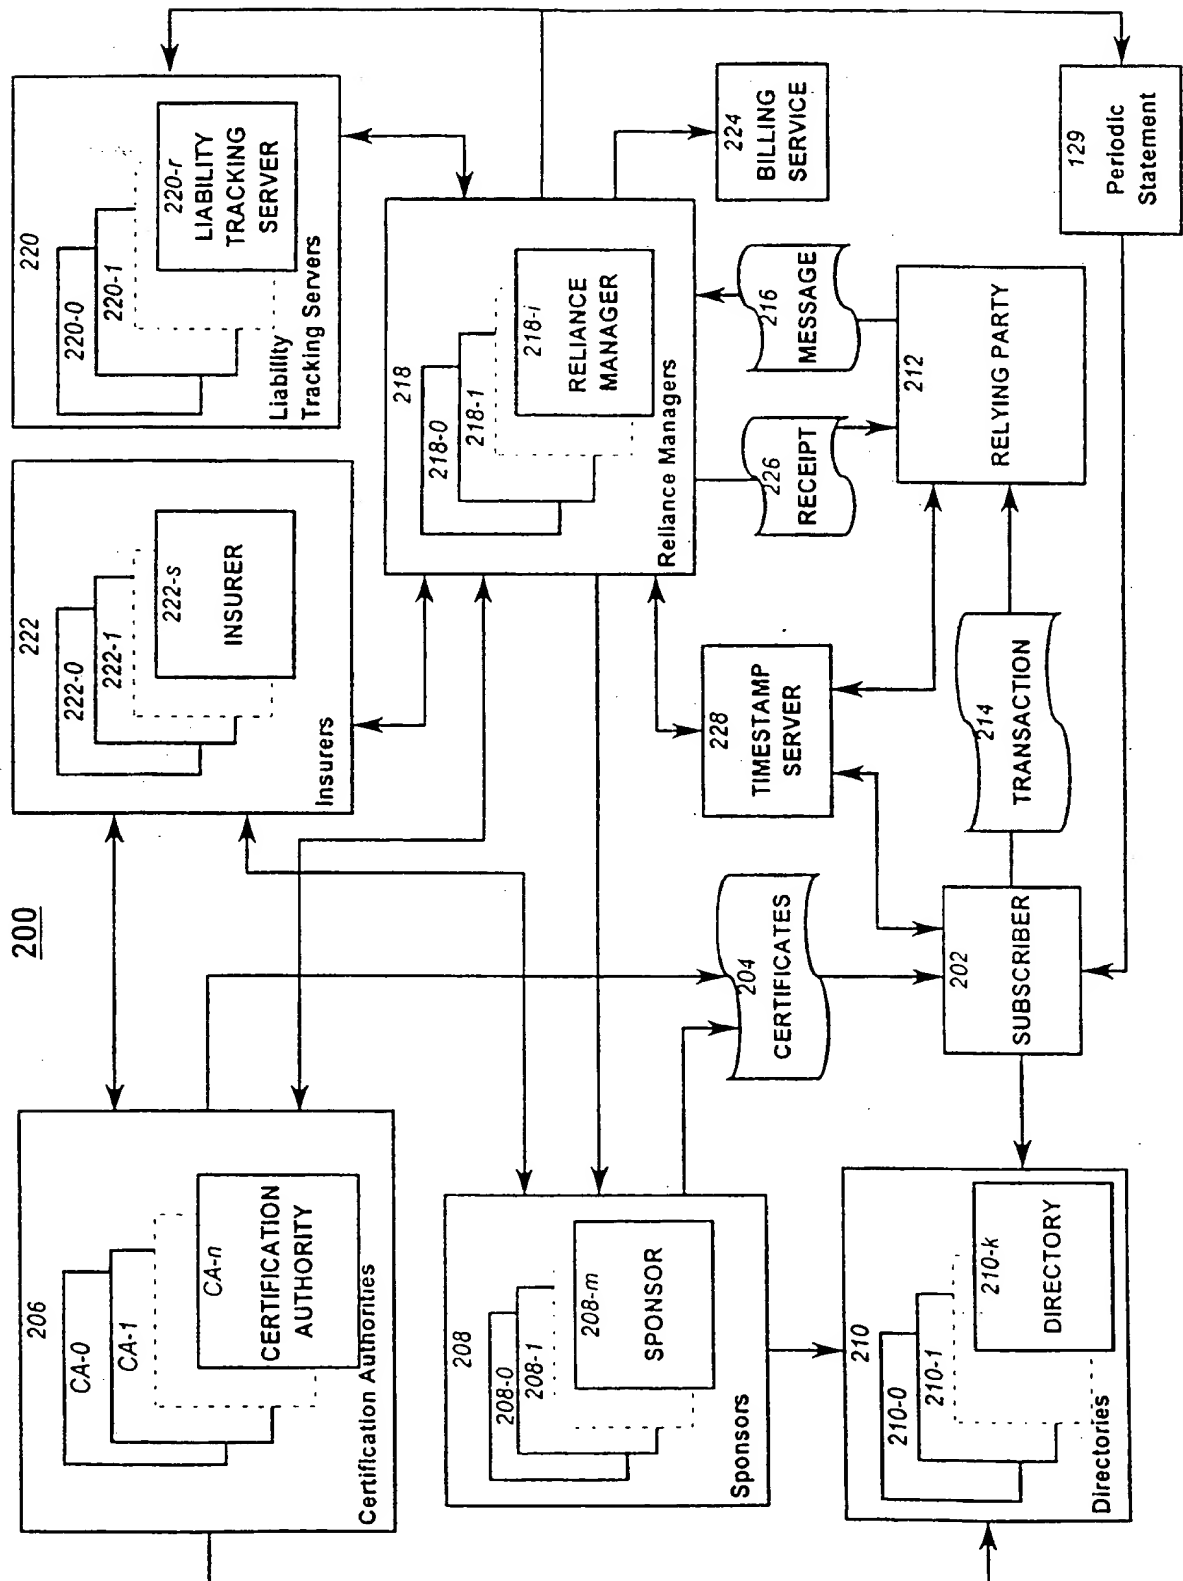 200
206
CA-0
CA-1
CA-n
CERTIFICATION
AUTHORITY
Certification Authorities
222
222-0
222-1
222-s
INSURER
Insurers
220
220-0
220-1
220-r
LIABILITY
TRACKING
SERVER
Liability
Tracking Servers
208
208-0
208-1
208-m
SPONSOR
Sponsors
218
218-0
218-1
218-i
RELIANCE
MANAGER
Reliance Managers
204
CERTIFICATES
228
TIMESTAMP
SERVER
226
RECEIPT
216
MESSAGE
224
BILLING
SERVICE
210
210-0
210-1
210-k
DIRECTORY
Directories
202
SUBSCRIBER
214
TRANSACTION
212
RELYING PARTY
129
Periodic
Statement